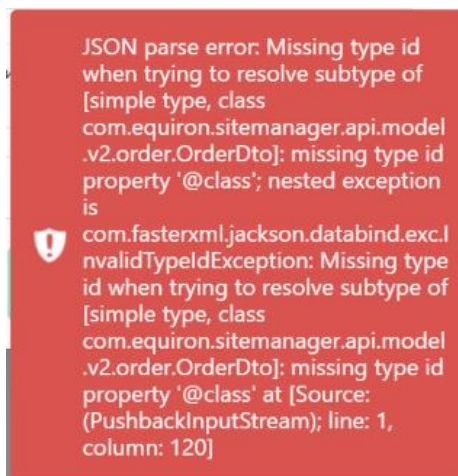 JSON parse error: Missing type id
when trying to resolve subtype of
[simple type, class
com.equiron.sitemanager.api.model
.v2.order.OrderDto]: missing type id
property '@class'; nested exception
is
com.fasterxml.jackson.databind.exc.I
nvalidTypeIdException: Missing type
id when trying to resolve subtype of
[simple type, class
com.equiron.sitemanager.api.model
.v2.order.OrderDto]: missing type id
property '@class' at [Source:
(PushbackInputStream); line: 1,
column: 120]